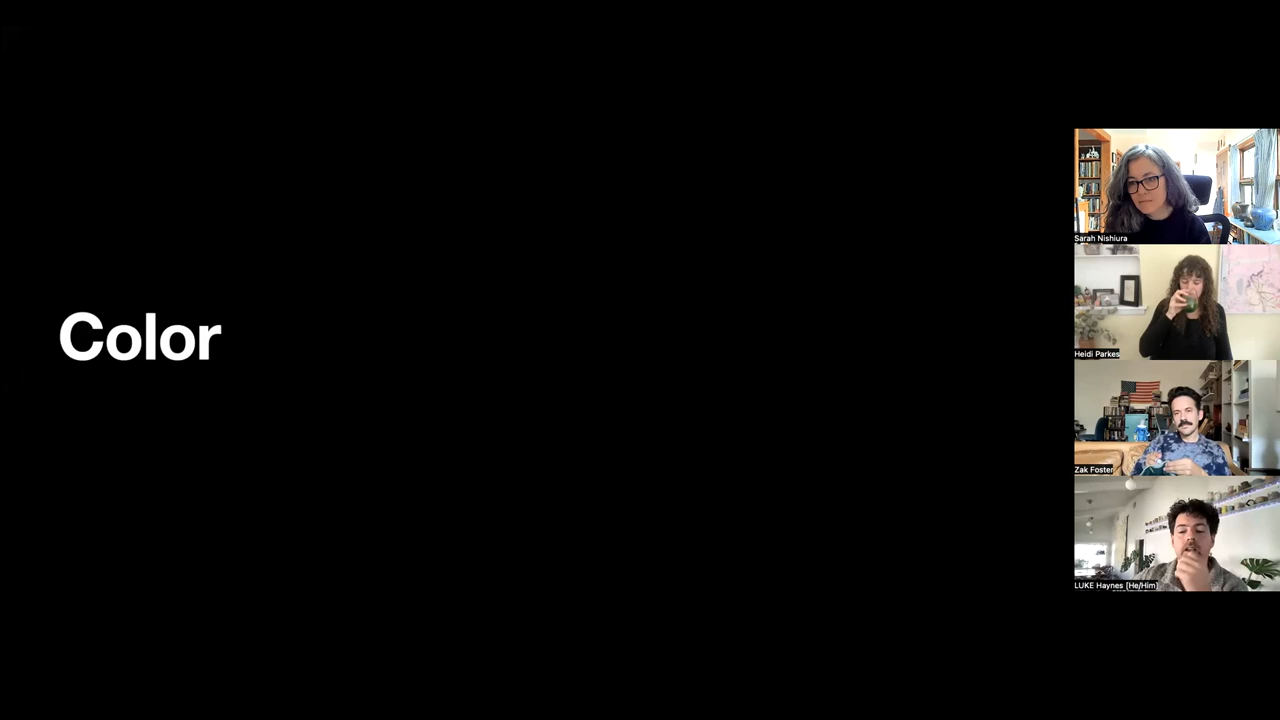 Color
Sarah Nishiura
Heidi Parkes
Zak Foster
LUKE Haynes [He/Him]